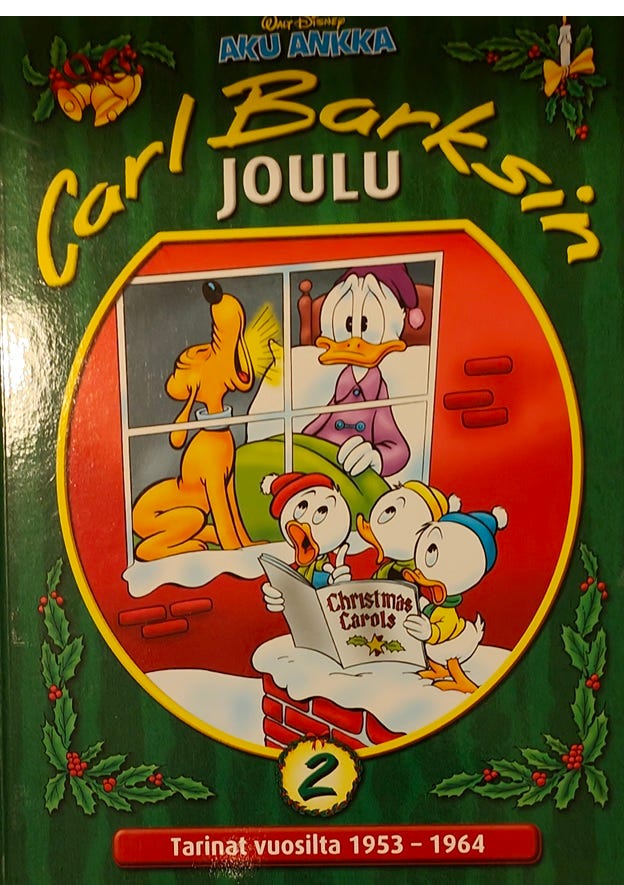 Walt Disney
AKU ANKKA
Carl Barksin
JOULU
Christmas
Carols
2
Tarinat vuosilta 1953 – 1964